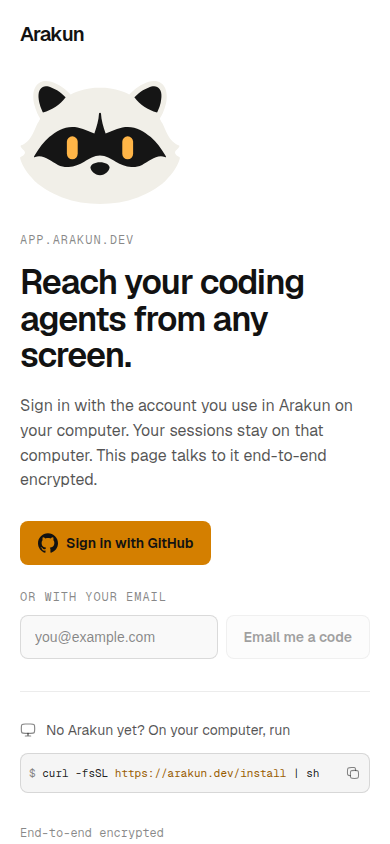 Arakun
APP.ARAKUN.DEV
Reach your coding
agents from any
screen.
Sign in with the account you use in Arakun on
your computer. Your sessions stay on that
computer. This page talks to it end-to-end
encrypted.
Sign in with GitHub
OR WITH YOUR EMAIL
you@example.com
Email me a code
No Arakun yet? On your computer, run
$ curl -fsSL https://arakun.dev/install | sh
End-to-end encrypted